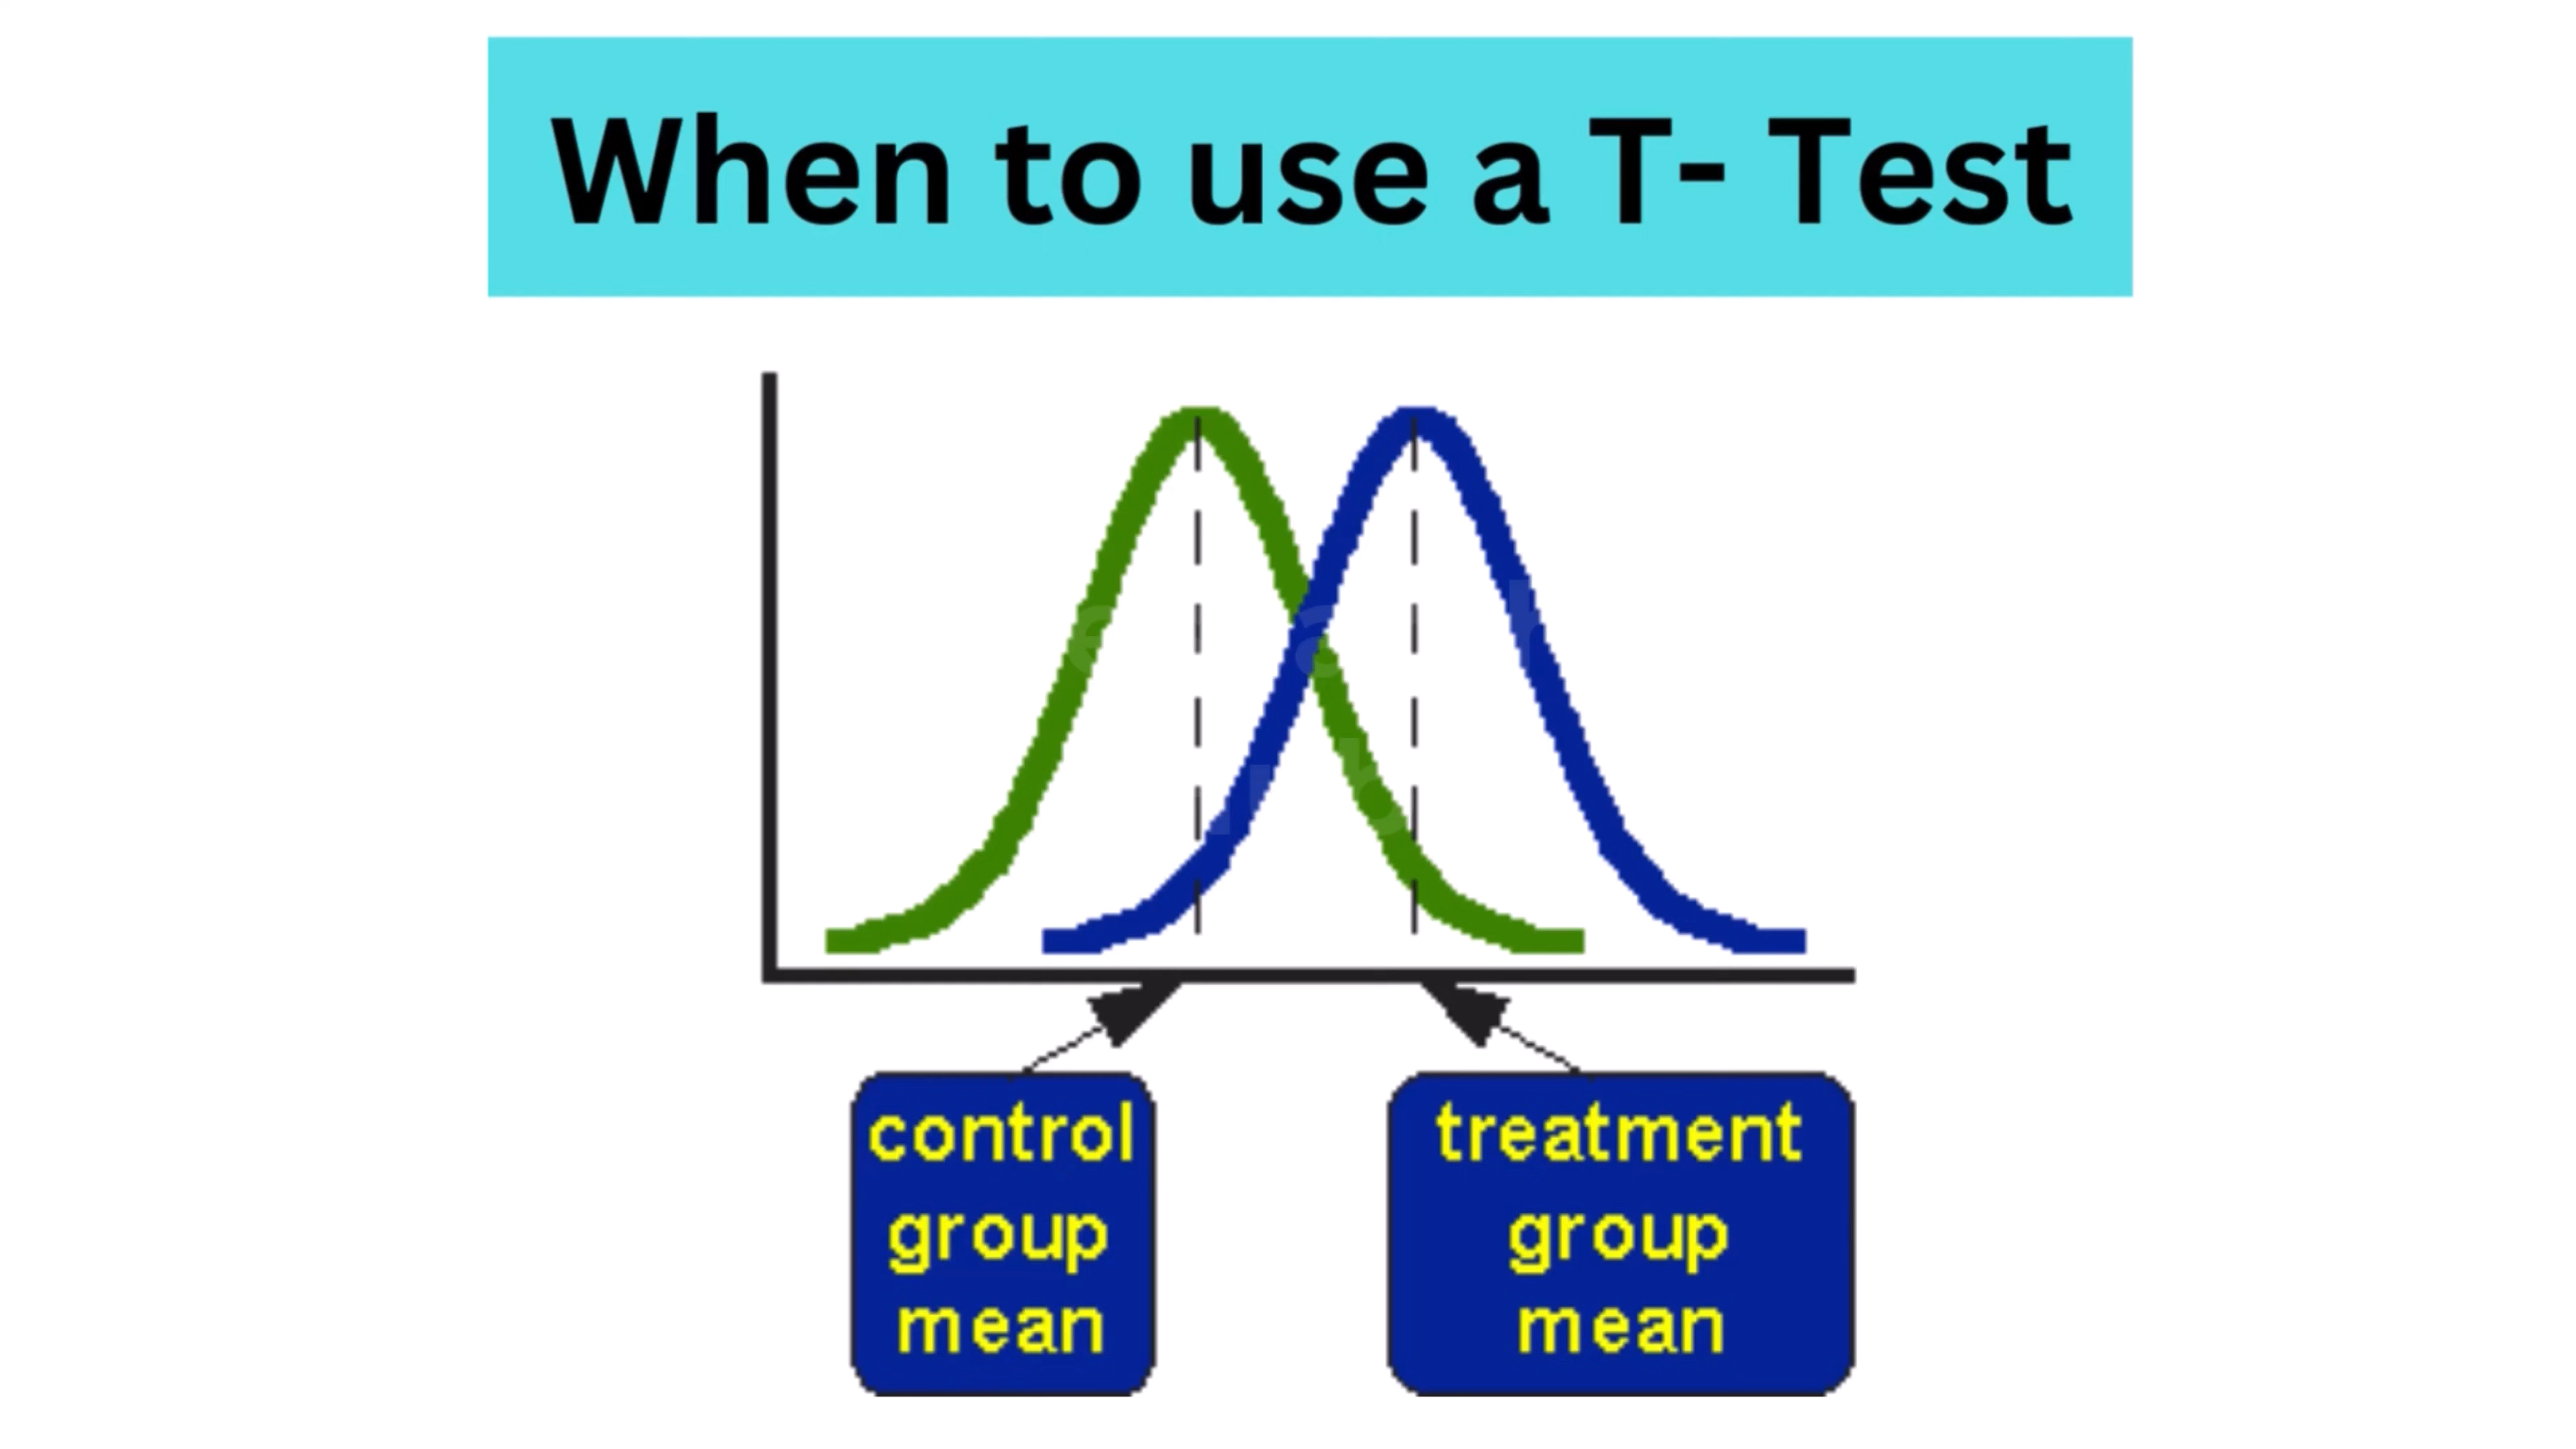 When to use a T- Test
control
group
mean
treatment
group
mean